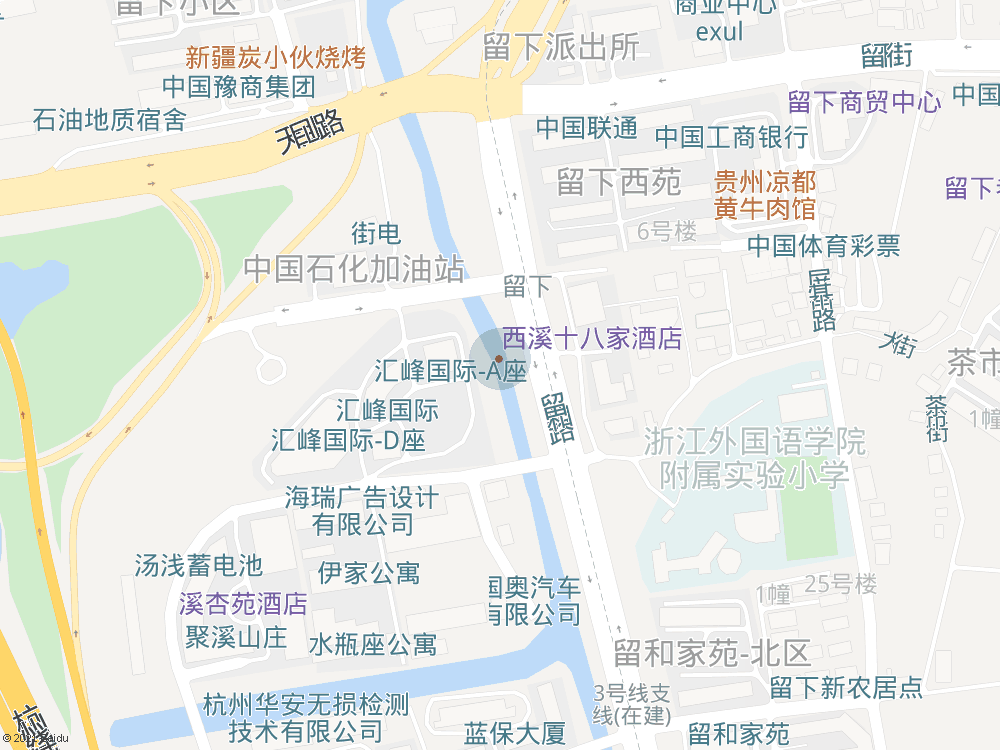 留下小区
商业中心
exul
新疆炭小伙烧烤
留下派出所
留街
中国豫商集团
石油地质宿舍
天目山路
中国联通
留下商贸中心
中国工商银行
留下西苑
贵州凉都
黄牛肉馆
留下
6号楼
街电
中国体育彩票
中国石化加油站
留下
西溪十八家酒店
大街
茶市
汇峰国际-A座
汇峰国际
汇峰国际-D座
留和路
茶市街
1幢
浙江外国语学院
附属实验小学
海瑞广告设计
有限公司
汤浅蓄电池
伊家公寓
国奥汽车
有限公司
1幢
25号楼
溪杏苑酒店
聚溪山庄
水瓶座公寓
留和家苑-北区
3号线支
线(在建)
留下新农居点
杭州华安无损检测
技术有限公司
蓝保大厦
留和家苑
Baidu